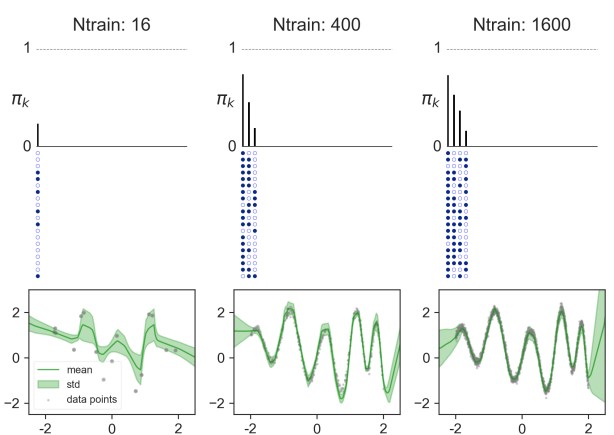 Ntrain: 16 Ntrain: 400 Ntrain: 1600
1 1 1
πk πk πk
0 0 0
2 2 2
0 0 0
mean
std
data points
−2 −2 −2
-2 0 2 -2 0 2 -2 0 2